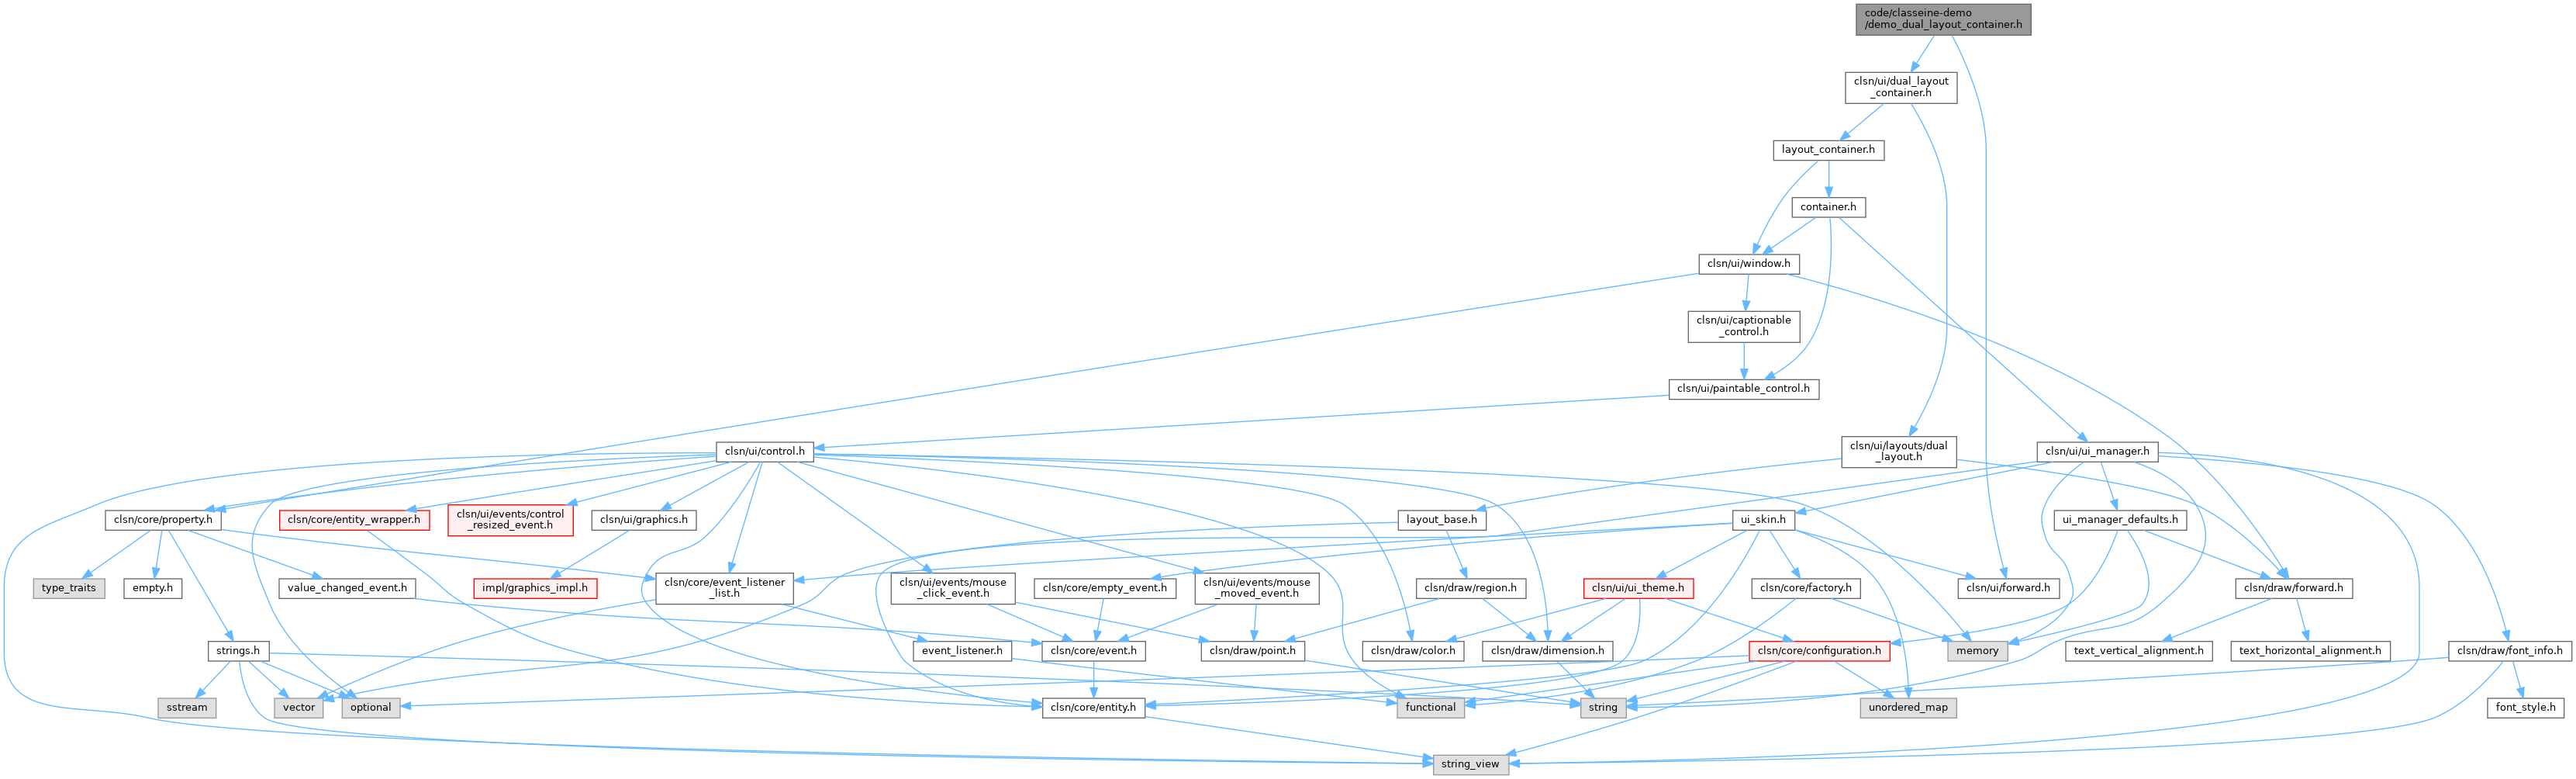 code/classeine-demo
/demo_dual_layout_container.h
clsn/ui/dual_layout
_container.h
layout_container.h
container.h
clsn/ui/window.h
clsn/ui/captionable
_control.h
clsn/ui/paintable_control.h
clsn/ui/control.h
clsn/ui/layouts/dual
_layout.h
clsn/ui/ui_manager.h
clsn/core/property.h
clsn/core/entity_wrapper.h
clsn/ui/events/control
_resized_event.h
clsn/ui/graphics.h
layout_base.h
ui_skin.h
ui_manager_defaults.h
type_traits
empty.h
value_changed_event.h
impl/graphics_impl.h
clsn/core/event_listener
_list.h
clsn/ui/events/mouse
_click_event.h
clsn/core/empty_event.h
clsn/ui/events/mouse
_moved_event.h
clsn/draw/region.h
clsn/ui/ui_theme.h
clsn/core/factory.h
clsn/ui/forward.h
clsn/draw/forward.h
strings.h
event_listener.h
clsn/core/event.h
clsn/draw/point.h
clsn/draw/color.h
clsn/draw/dimension.h
clsn/core/configuration.h
memory
text_vertical_alignment.h
text_horizontal_alignment.h
clsn/draw/font_info.h
sstream
vector
optional
clsn/core/entity.h
functional
string
unordered_map
font_style.h
string_view